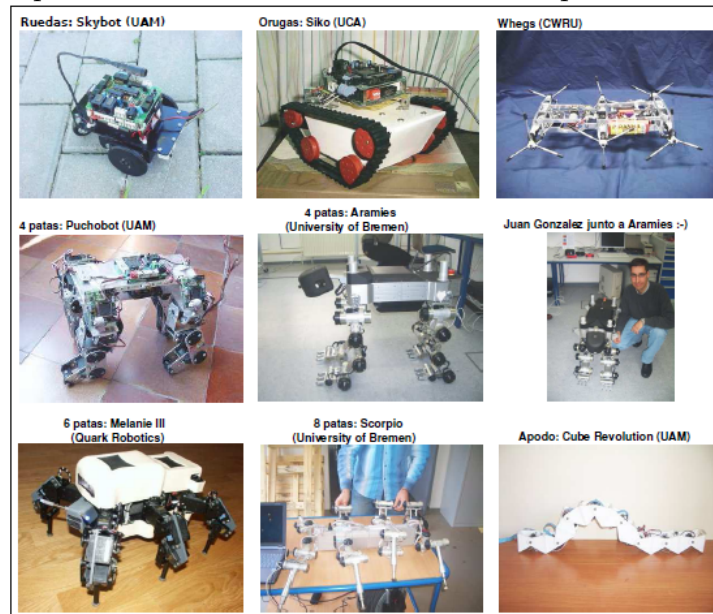 Ruedas: Skybot (UAM)
Orugas: Siko (UCA)
Whegs (CWRU)
4 patas: Puchobot (UAM)
4 patas: Aramies
(University of Bremen)
Juan Gonzalez junto a Aramies :-)
6 patas: Melanie III
(Quark Robotics)
8 patas: Scorpio
(University of Bremen)
Apodo: Cube Revolution (UAM)